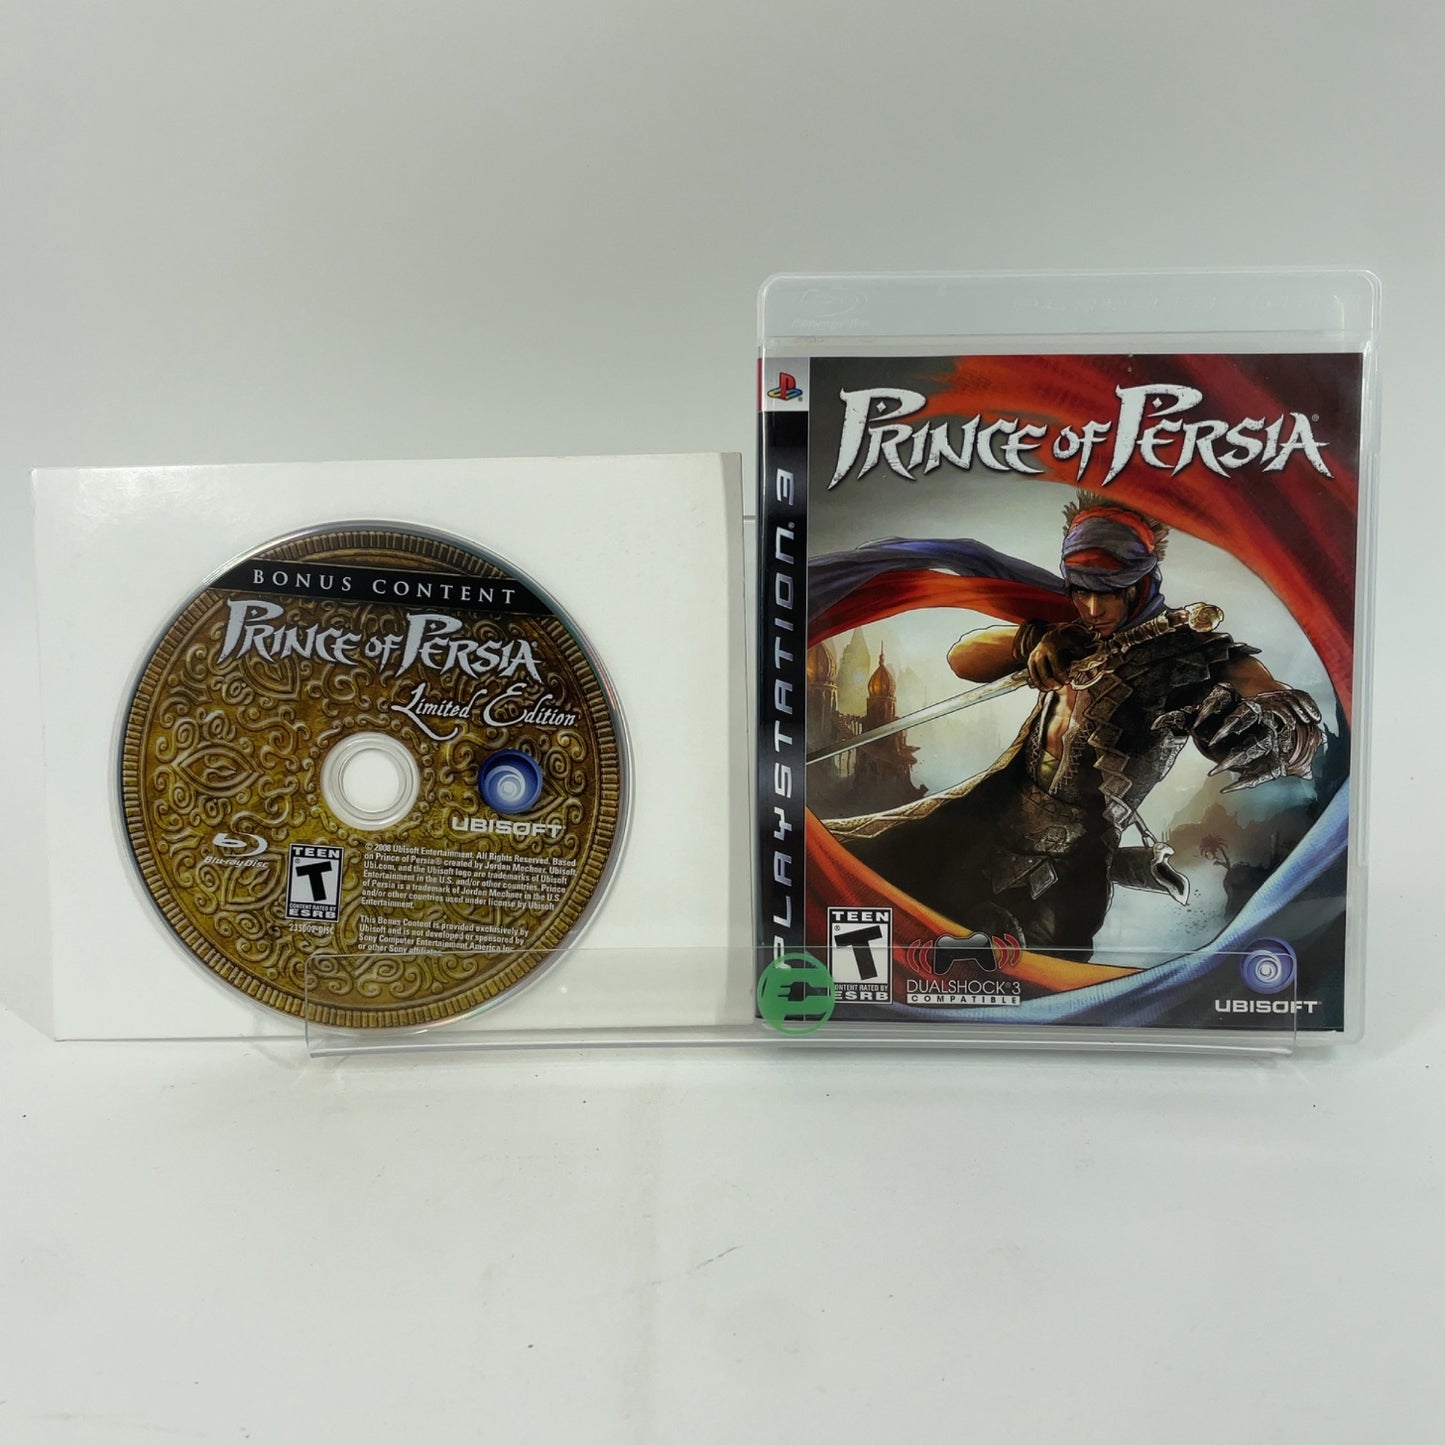 BONUS CONTENT
PRINCE OF PERSIA
Limited Edition
UBISOFT
Blu-ray Disc
TEEN
T
CONTENT RATED BY
ESRB
235002-DISC
© 2008 Ubisoft Entertainment. All Rights Reserved. Based
on Prince of Persia® created by Jordan Mechner. Ubisoft,
Ubi.com, and the Ubisoft logo are trademarks of Ubisoft
Entertainment in the U.S. and/or other countries. Prince
of Persia is a trademark of Jordan Mechner in the U.S.
and/or other countries used under license by Ubisoft
Entertainment.
This Bonus Content is provided exclusively by
Ubisoft and is not developed or sponsored by
Sony Computer Entertainment America Inc.
or other Sony affiliates.
PLAYSTATION®3
PRINCE OF PERSIA®
TEEN
T
CONTENT RATED BY
ESRB
DUALSHOCK®3
COMPATIBLE
UBISOFT